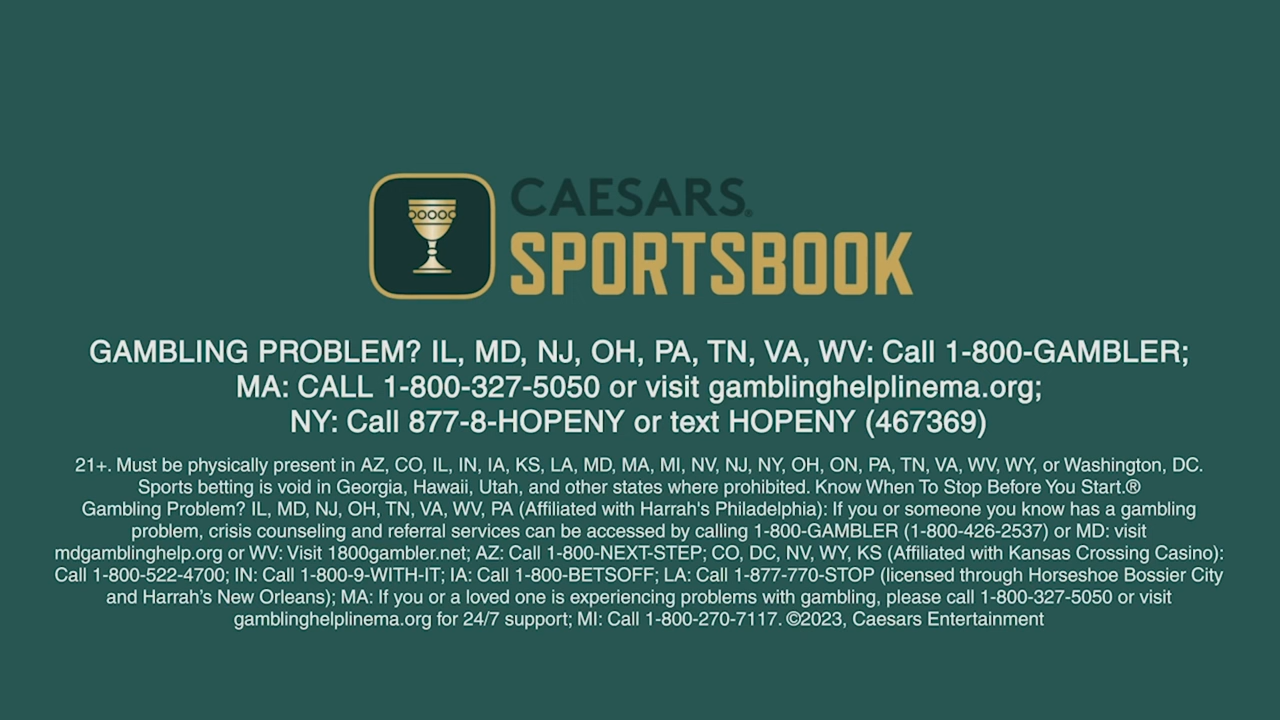 CAESARS®
SPORTSBOOK
GAMBLING PROBLEM? IL, MD, NJ, OH, PA, TN, VA, WV: Call 1-800-GAMBLER;
MA: CALL 1-800-327-5050 or visit gamblinghelplinema.org;
NY: Call 877-8-HOPENY or text HOPENY (467369)
21+. Must be physically present in AZ, CO, IL, IN, IA, KS, LA, MD, MA, MI, NV, NJ, NY, OH, ON, PA, TN, VA, WV, WY, or Washington, DC.
Sports betting is void in Georgia, Hawaii, Utah, and other states where prohibited. Know When To Stop Before You Start.®
Gambling Problem? IL, MD, NJ, OH, TN, VA, WV, PA (Affiliated with Harrah's Philadelphia): If you or someone you know has a gambling
problem, crisis counseling and referral services can be accessed by calling 1-800-GAMBLER (1-800-426-2537) or MD: visit
mdgamblinghelp.org or WV: Visit 1800gambler.net; AZ: Call 1-800-NEXT-STEP; CO, DC, NV, WY, KS (Affiliated with Kansas Crossing Casino):
Call 1-800-522-4700; IN: Call 1-800-9-WITH-IT; IA: Call 1-800-BETSOFF; LA: Call 1-877-770-STOP (licensed through Horseshoe Bossier City
and Harrah’s New Orleans); MA: If you or a loved one is experiencing problems with gambling, please call 1-800-327-5050 or visit
gamblinghelplinema.org for 24/7 support; MI: Call 1-800-270-7117. ©2023, Caesars Entertainment